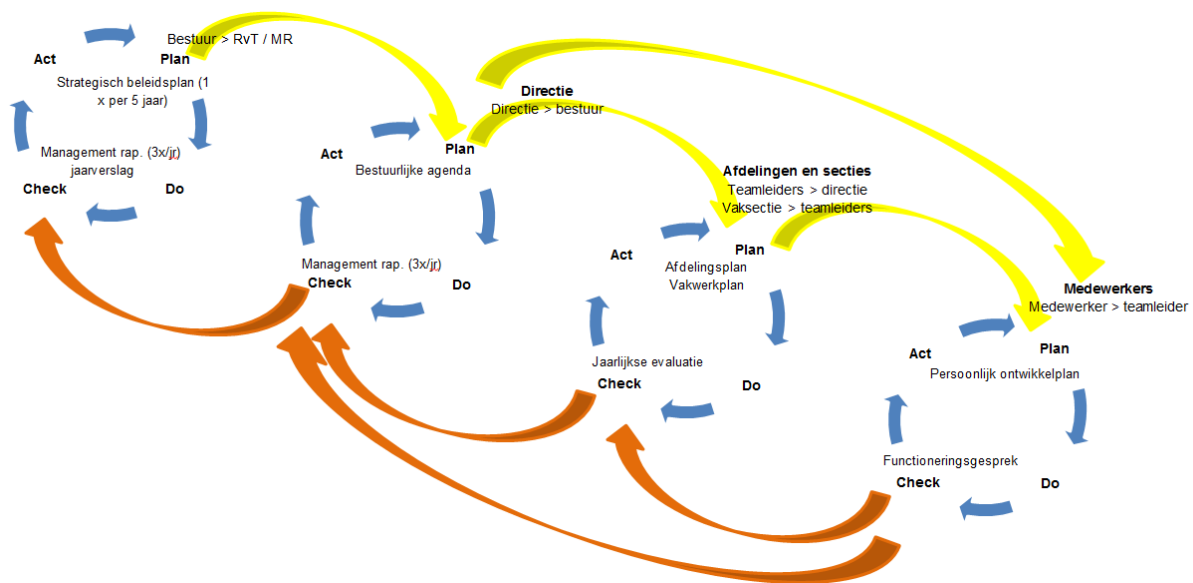 Bestuur > RvT / MR
Act
Plan
Strategisch beleidsplan (1
x per 5 jaar)
Management rap. (3x/jr)
jaarverslag
Check
Do
Directie
Directie > bestuur
Act
Plan
Bestuurlijke agenda
Management rap. (3x/jr)
Check
Do
Afdelingen en secties
Teamleiders > directie
Vaksectie > teamleiders
Act
Plan
Afdelingsplan
Vakwerkplan
Jaarlijkse evaluatie
Check
Do
Medewerkers
Medewerker > teamleider
Act
Plan
Persoonlijk ontwikkelplan
Functioneringsgesprek
Check
Do